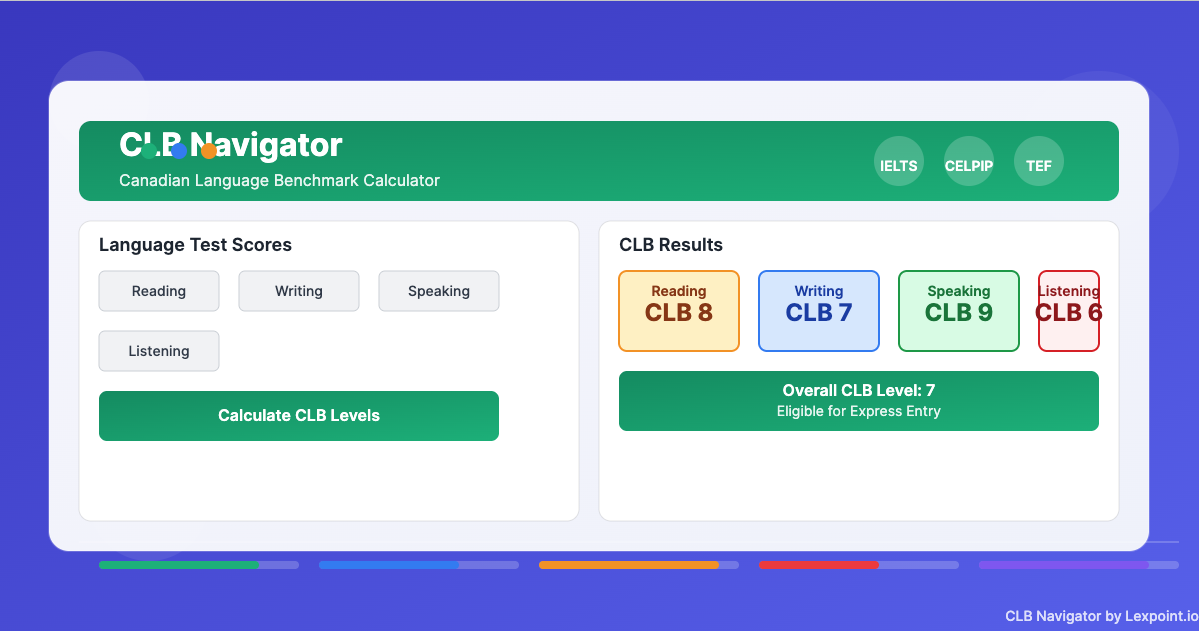 CLB Navigator
Canadian Language Benchmark Calculator
IELTS
CELPIP
TEF
Language Test Scores
Reading
Writing
Speaking
Listening
Calculate CLB Levels
CLB Results
Reading
CLB 8
Writing
CLB 7
Speaking
CLB 9
Listening
CLB 6
Overall CLB Level: 7
Eligible for Express Entry
CLB Navigator by Lexpoint.io